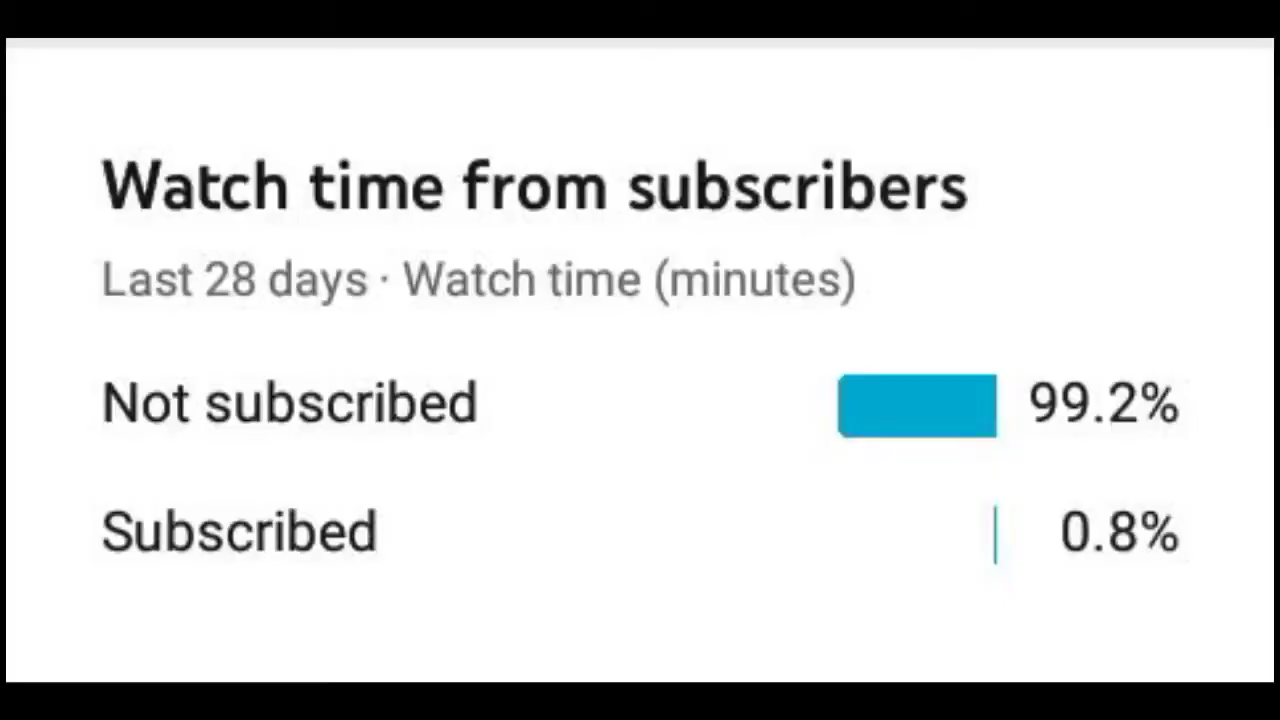 Watch time from subscribers
Last 28 days · Watch time (minutes)
Not subscribed 99.2%
Subscribed 0.8%